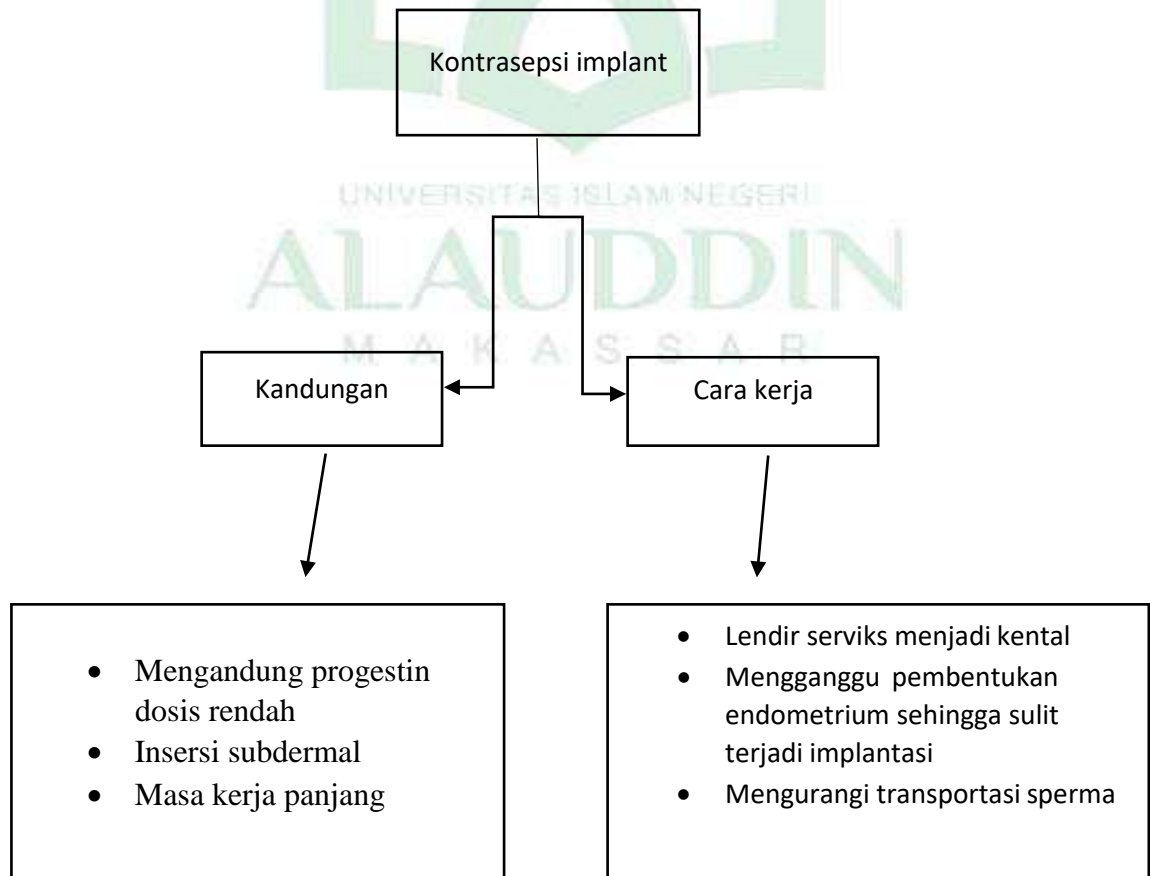 Kontrasepsi implant
UNIVERSITAS ISLAM NEGERI
ALAUDDIN
M A K A S S A R
Kandungan
Cara kerja
• Mengandung progestin
dosis rendah
• Insersi subdermal
• Masa kerja panjang
• Lendir serviks menjadi kental
• Mengganggu pembentukan
endometrium sehingga sulit
terjadi implantasi
• Mengurangi transportasi sperma